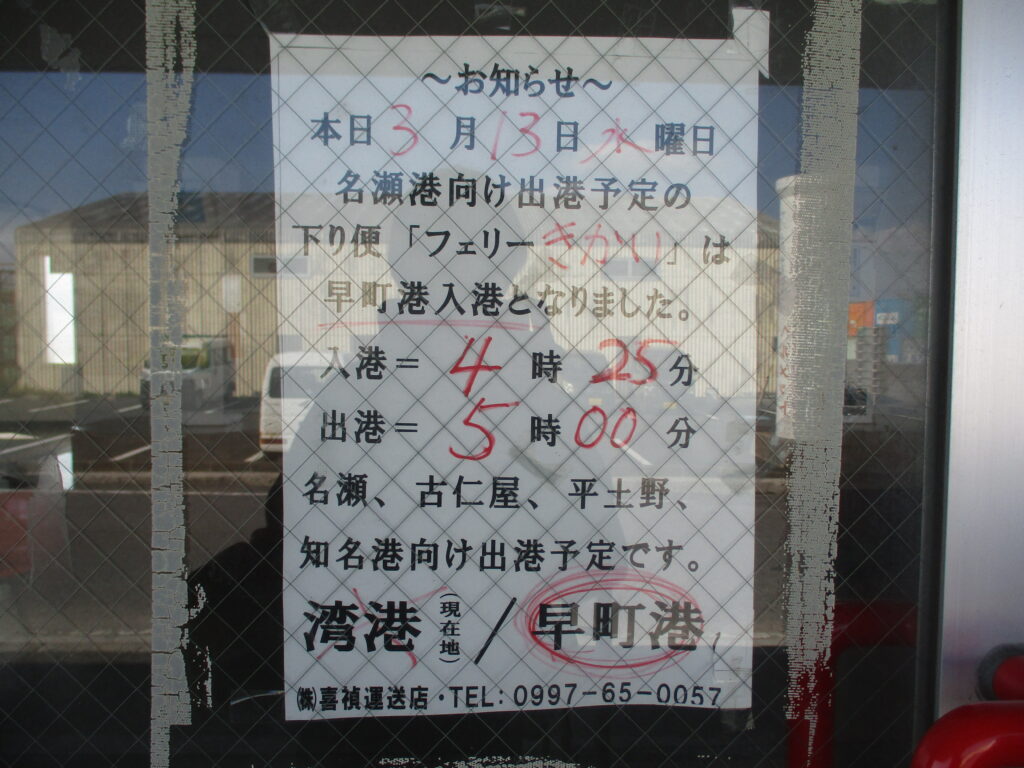 ～お知らせ～
本日3月13日水曜日
名瀬港向け出港予定の
下り便「フェリーきかい」は
早町港入港となりました。
入港＝4時25分
出港＝5時00分
名瀬、古仁屋、平土野、
知名港向け出港予定です。
湾港(現在地)/早町港
㈱喜禎運送店・TEL:0997-65-0057